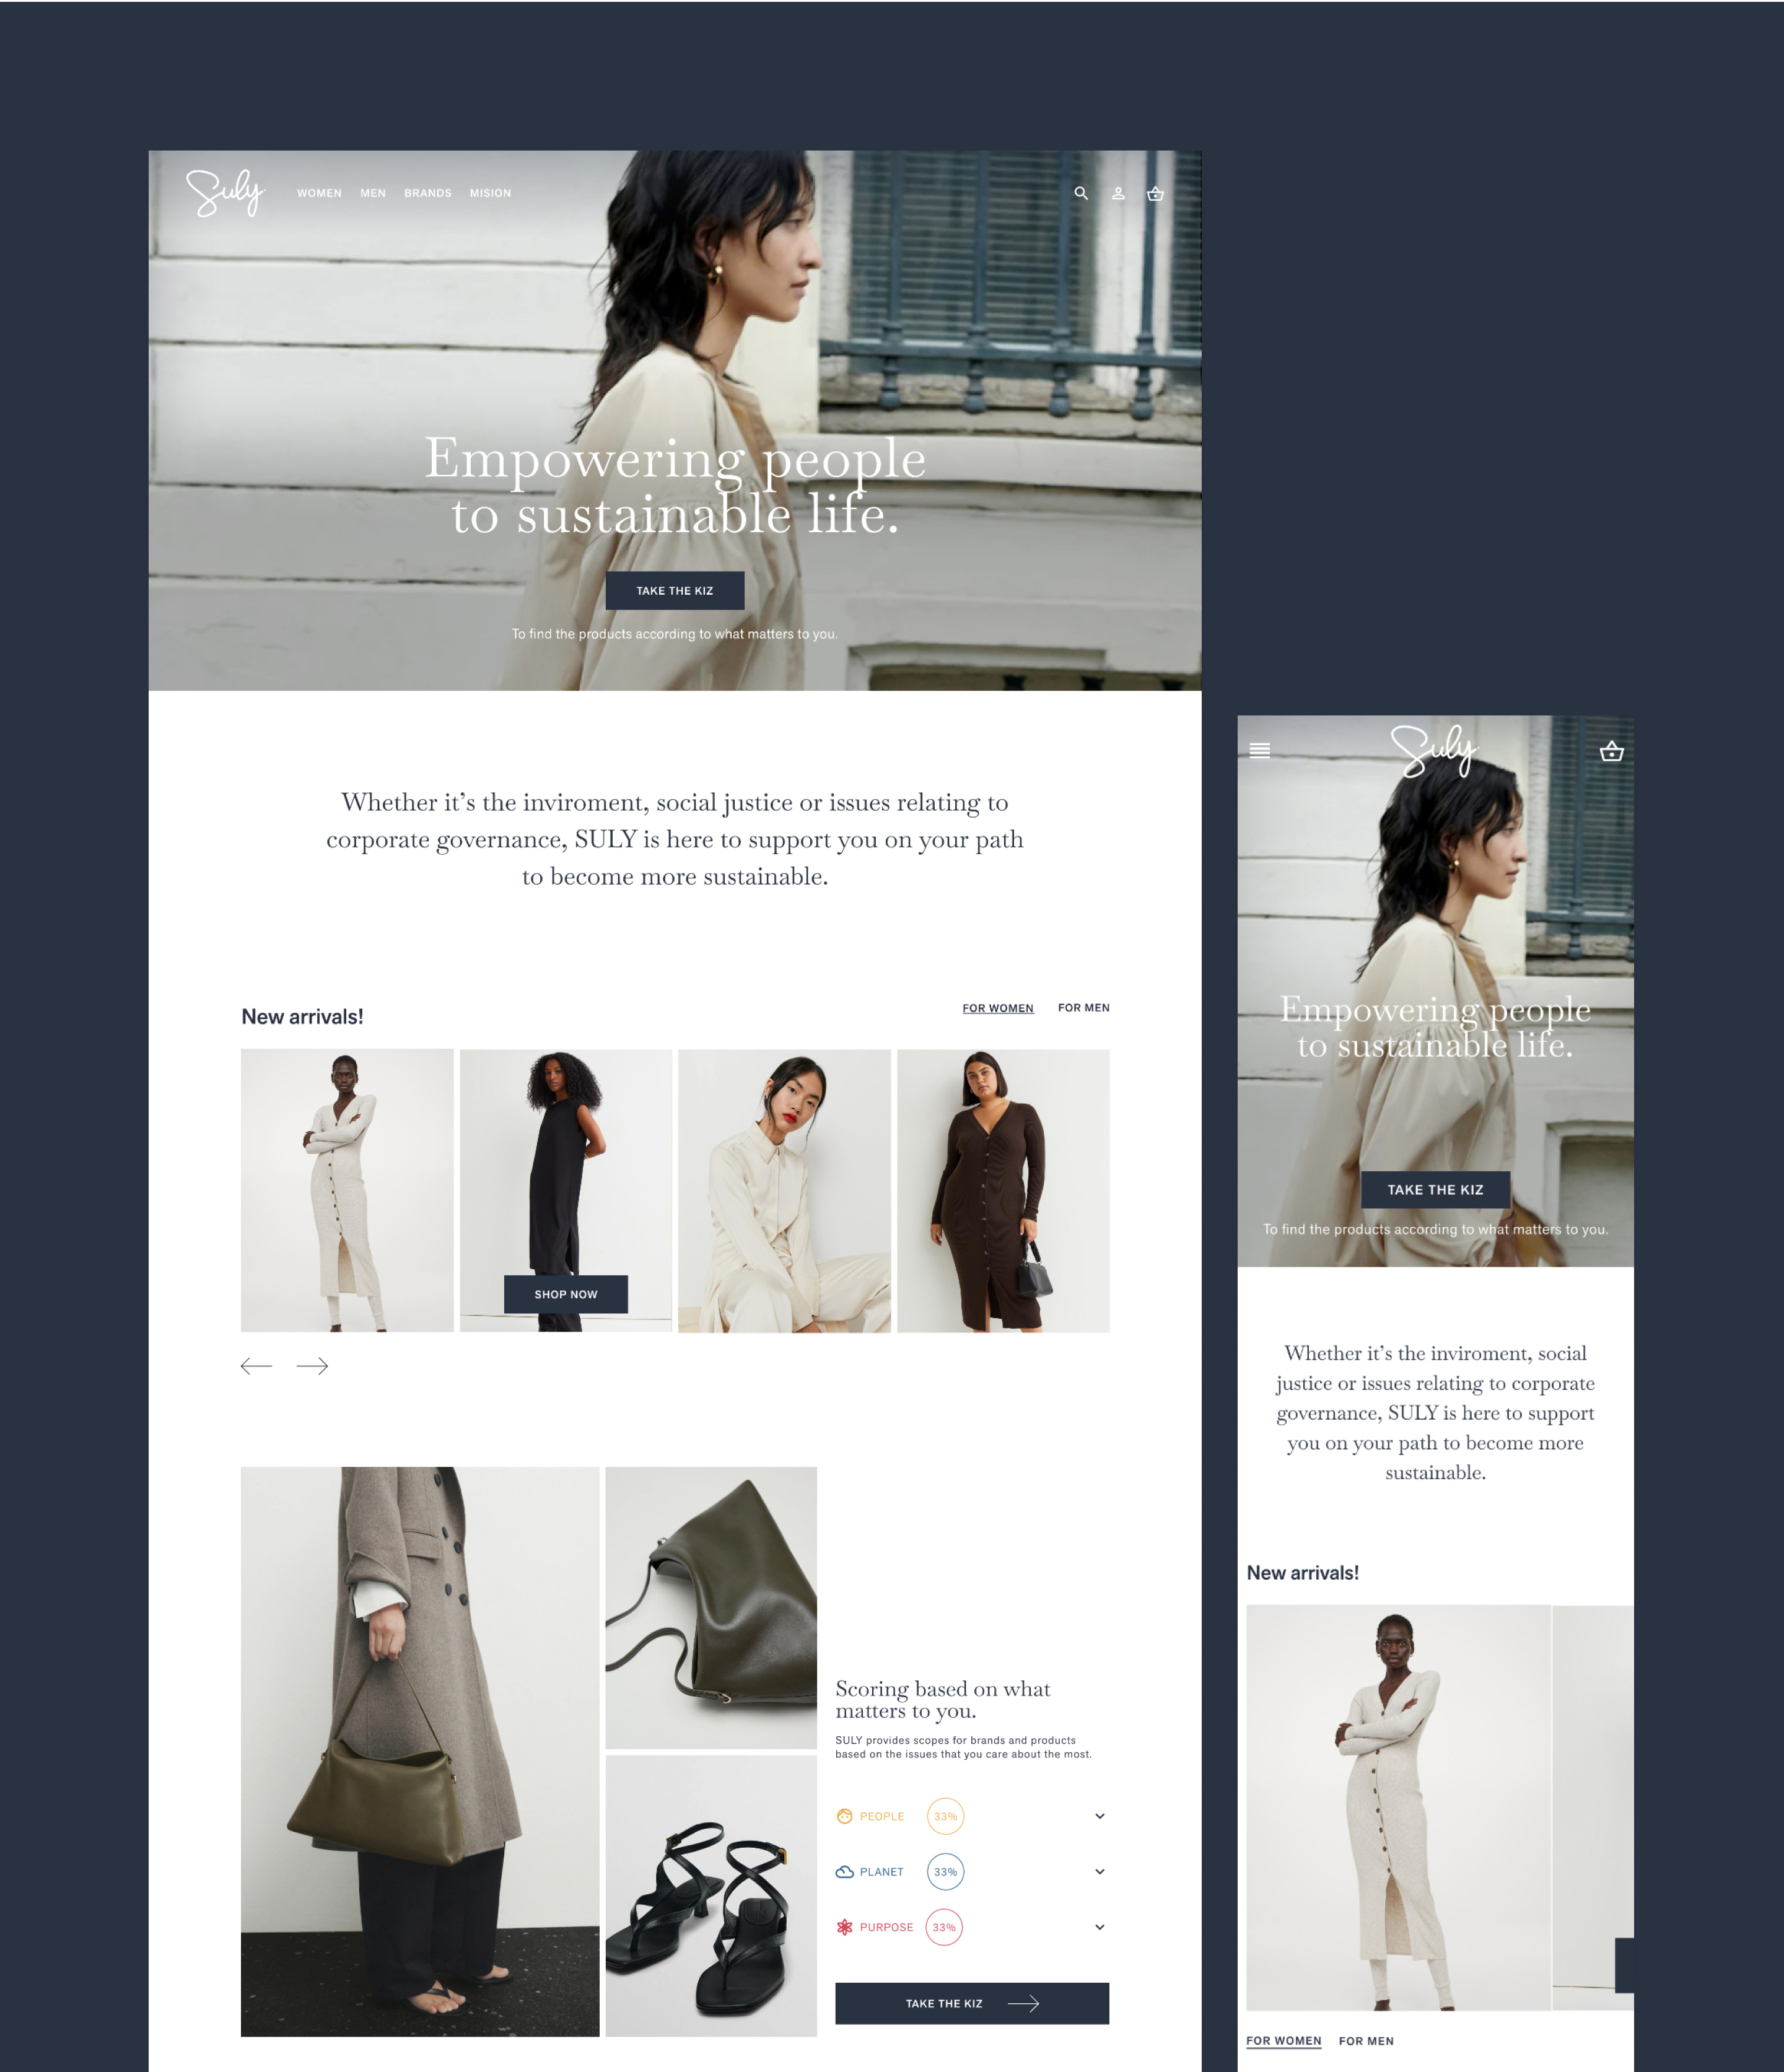 Suly
WOMEN MEN BRANDS MISION
Empowering people
to sustainable life.
TAKE THE KIZ
To find the products according to what matters to you.
Whether it’s the inviroment, social justice or issues relating to
corporate governance, SULY is here to support you on your path
to become more sustainable.
New arrivals!
FOR WOMEN FOR MEN
SHOP NOW
Scoring based on what
matters to you.
SULY provides scopes for brands and products
based on the issues that you care about the most.
PEOPLE 33%
PLANET 33%
PURPOSE 33%
TAKE THE KIZ
Suly
Empowering people
to sustainable life.
TAKE THE KIZ
To find the products according to what matters to you.
Whether it’s the inviroment, social
justice or issues relating to corporate
governance, SULY is here to support
you on your path to become more
sustainable.
New arrivals!
FOR WOMEN FOR MEN